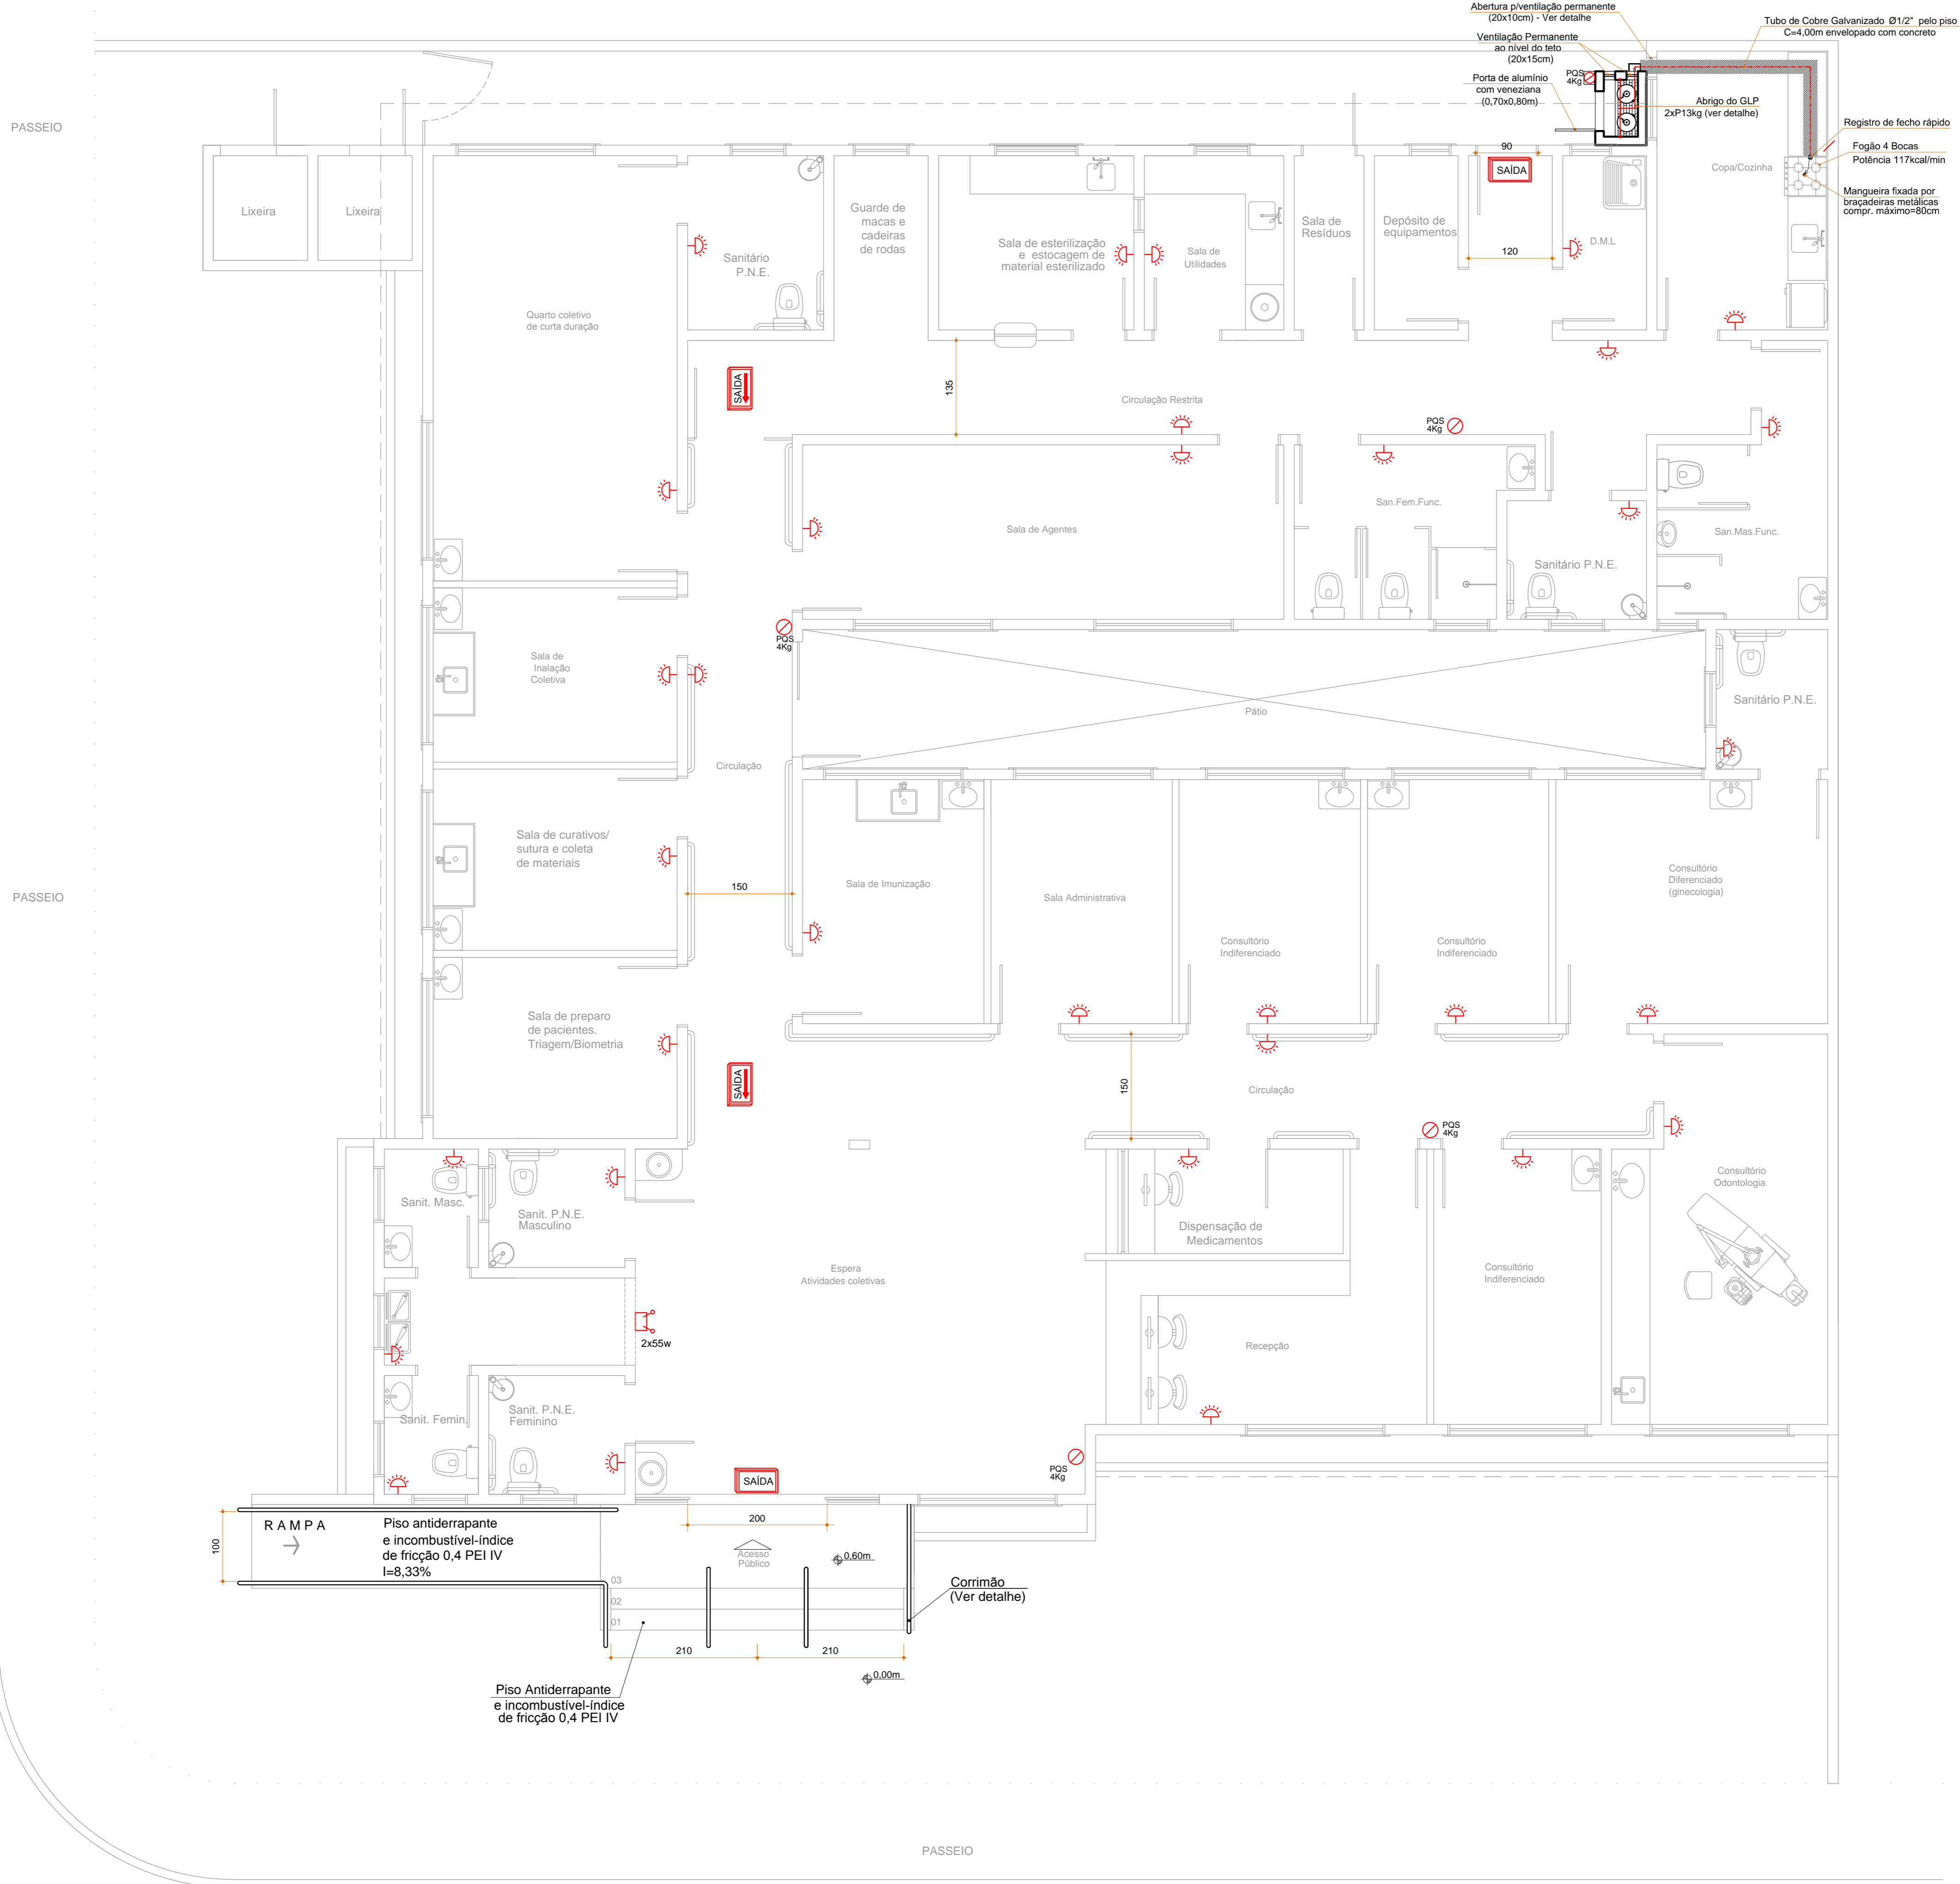 Abertura p/ventilação permanente
(20x10cm) - Ver detalhe
Tubo de Cobre Galvanizado Ø1/2" pelo piso
C=4,00m envelopado com concreto
Ventilação Permanente
ao nível do teto
(20x15cm)
PQS
4Kg
Porta de alumínio
com veneziana
(0,70x0,80m)
Abrigo do GLP
2xP13kg (ver detalhe)
Registro de fecho rápido
Fogão 4 Bocas
Potência 117kcal/min
Mangueira fixada por
braçadeiras metálicas
compr. máximo=80cm
PASSEIO
90
SAÍDA
Copa/Cozinha
Lixeira
Lixeira
Guarde de
macas e
cadeiras
de rodas
Sala de
Resíduos
Depósito de
equipamentos
Sala de esterilização
e estocagem de
material esterilizado
Sala de
Utilidades
D.M.L
120
Sanitário
P.N.E.
Quarto coletivo
de curta duração
SAÍDA
135
Circulação Restrita
PQS
4Kg
Sala de Agentes
San.Fem.Func.
San.Mas.Func.
Sanitário P.N.E.
PQS
4Kg
Sala de
Inalação
Coletiva
Sanitário P.N.E.
Pátio
Circulação
Sala de curativos/
sutura e coleta
de materiais
150
Sala de Imunização
Sala Administrativa
Consultório
Diferenciado
(ginecologia)
PASSEIO
Consultório
Indiferenciado
Consultório
Indiferenciado
Sala de preparo
de pacientes.
Triagem/Biometria
SAÍDA
150
Circulação
PQS
4Kg
Consultório
Odontologia
Sanit. Masc.
Sanit. P.N.E.
Masculino
Dispensação de
Medicamentos
Espera
Atividades coletivas
Consultório
Indiferenciado
2x55w
Recepção
Sanit. Femin.
Sanit. P.N.E.
Feminino
PQS
4Kg
SAÍDA
100
RAMPA
Piso antiderrapante
e incombustível-índice
de fricção 0,4 PEI IV
I=8,33%
200
Acesso
Público
0,60m
03
02
01
Corrimão
(Ver detalhe)
210
210
0,00m
Piso Antiderrapante
e incombustível-índice
de fricção 0,4 PEI IV
PASSEIO